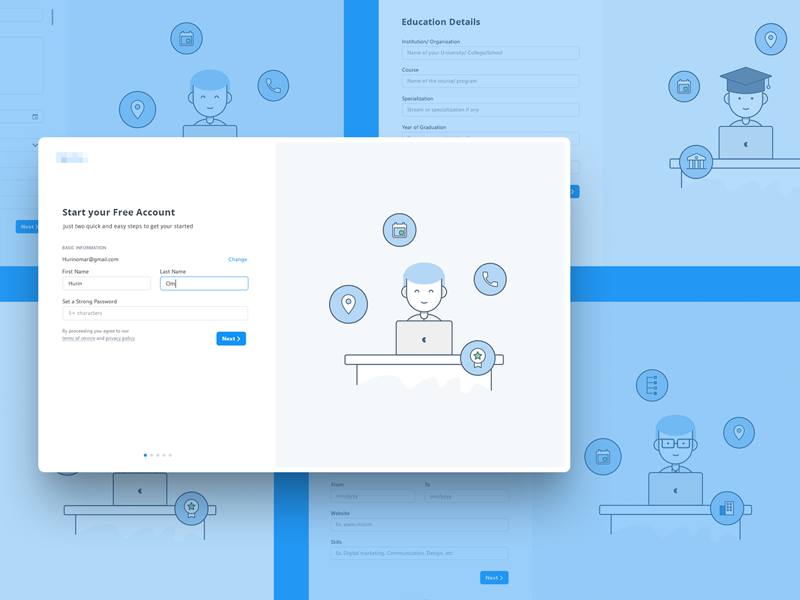 Education Details
Institution/ Organisation
Name of your University/ College/School
Course
Name of the course/ program
Specialization
Stream or specialization if any
Year of Graduation
Next
Start your Free Account
Just two quick and easy steps to get your started
BASIC INFORMATION
Hurinomar@gmail.com
Change
First Name
Last Name
Hurin
Om
Set a Strong Password
5+ characters
By proceeding you agree to our
terms of service and privacy policy
Next
From
To
mm/yyyy
mm/yyyy
Website
Skills
Ex. Digital marketing, Communication, Design, etc.
Next